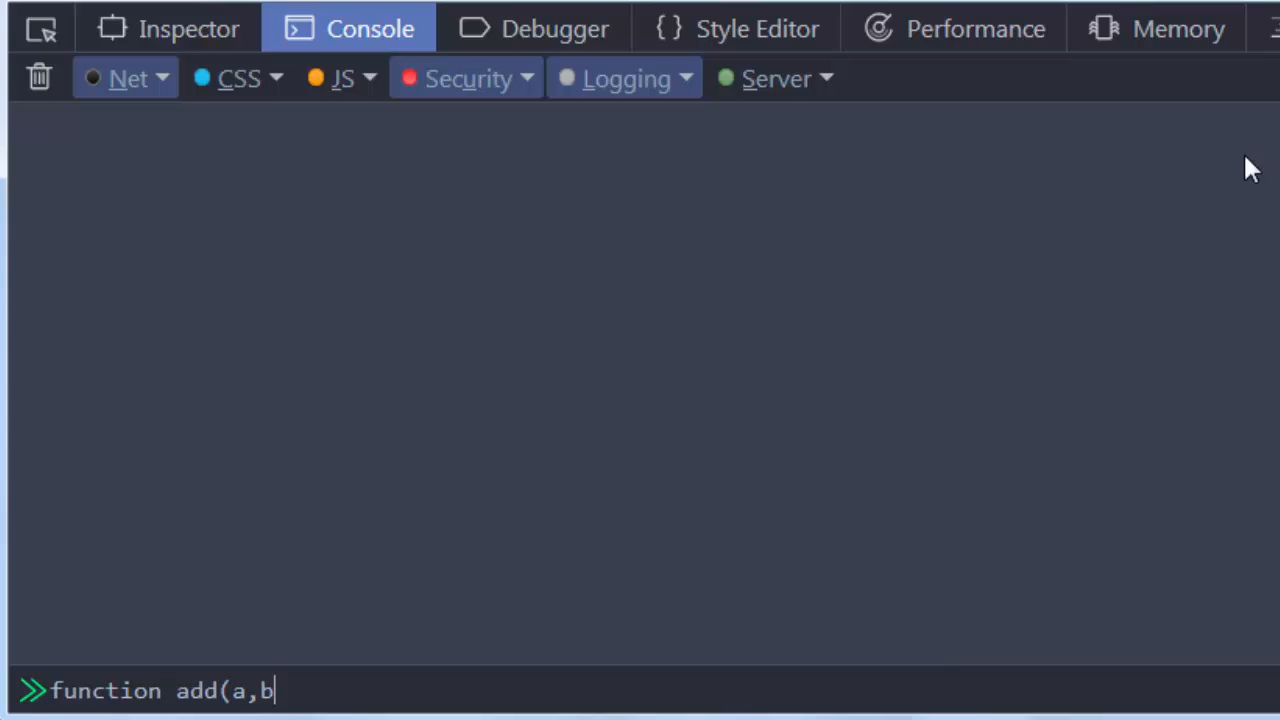 Inspector Console Debugger { } Style Editor Performance Memory
Net CSS JS Security Logging Server
function add(a,b